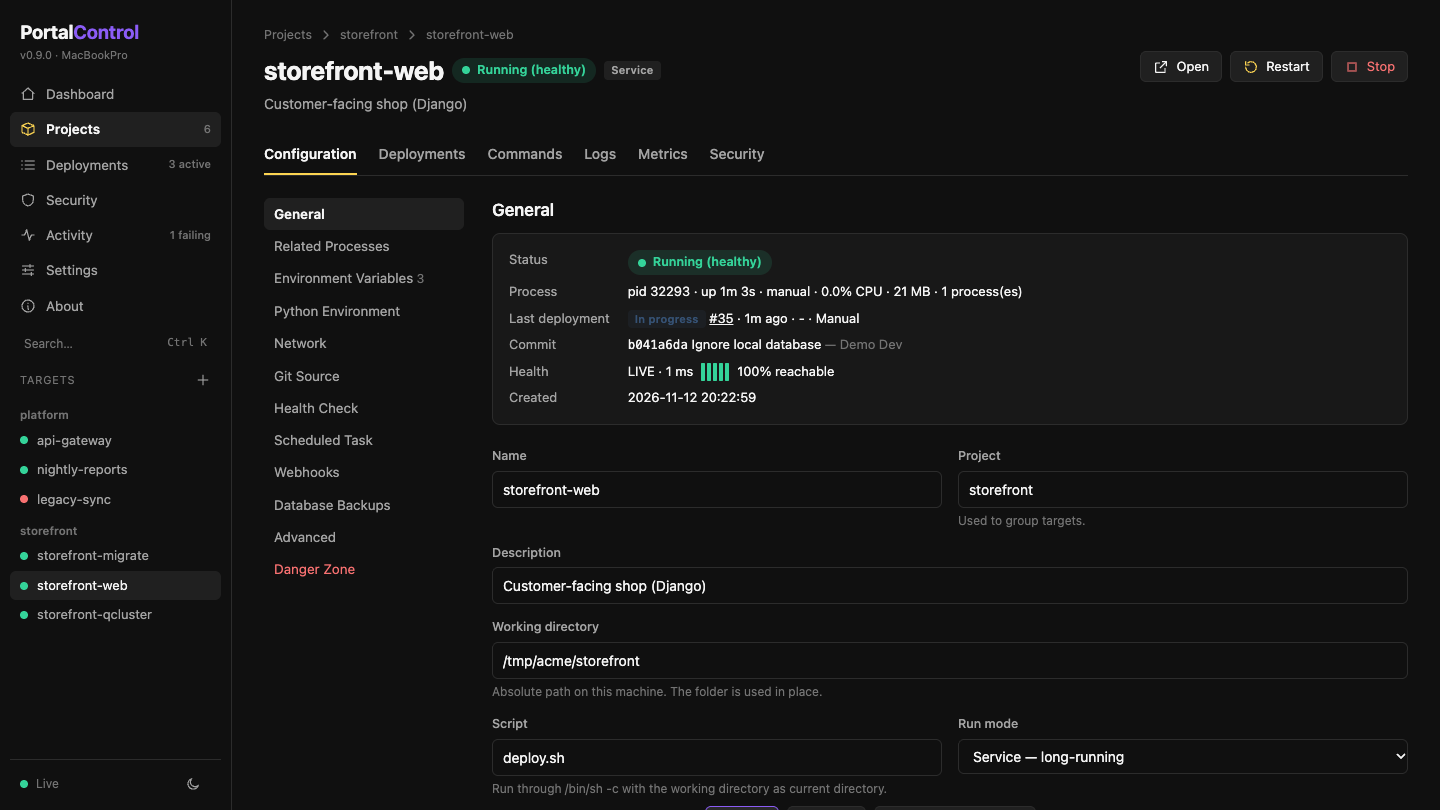 PortalControl
v0.9.0 · MacBookPro
Dashboard
Projects 6
Deployments 3 active
Security
Activity 1 failing
Settings
About
Search... Ctrl K
TARGETS
platform
api-gateway
nightly-reports
legacy-sync
storefront
storefront-migrate
storefront-web
storefront-qcluster
Live
Projects > storefront > storefront-web
storefront-web Running (healthy) Service
Customer-facing shop (Django)
Open Restart Stop
Configuration Deployments Commands Logs Metrics Security
General
Related Processes
Environment Variables 3
Python Environment
Network
Git Source
Health Check
Scheduled Task
Webhooks
Database Backups
Advanced
Danger Zone
General
Status Running (healthy)
Process pid 32293 · up 1m 3s · manual · 0.0% CPU · 21 MB · 1 process(es)
Last deployment In progress #35 · 1m ago · - · Manual
Commit b041a6da Ignore local database — Demo Dev
Health LIVE · 1 ms 100% reachable
Created 2026-11-12 20:22:59
Name Project
storefront-web storefront
Used to group targets.
Description
Customer-facing shop (Django)
Working directory
/tmp/acme/storefront
Absolute path on this machine. The folder is used in place.
Script Run mode
deploy.sh Service — long-running
Run through /bin/sh -c with the working directory as current directory.